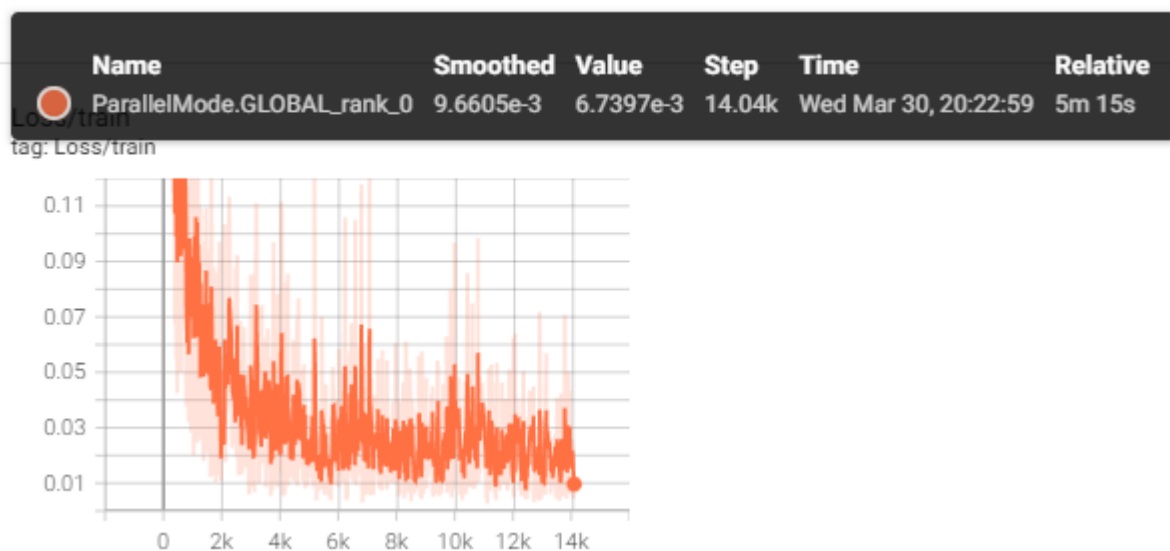 Name Smoothed Value Step Time Relative
ParallelMode.GLOBAL_rank_0 9.6605e-3 6.7397e-3 14.04k Wed Mar 30, 20:22:59 5m 15s
Loss/train
tag: Loss/train
0.11
0.09
0.07
0.05
0.03
0.01
0 2k 4k 6k 8k 10k 12k 14k